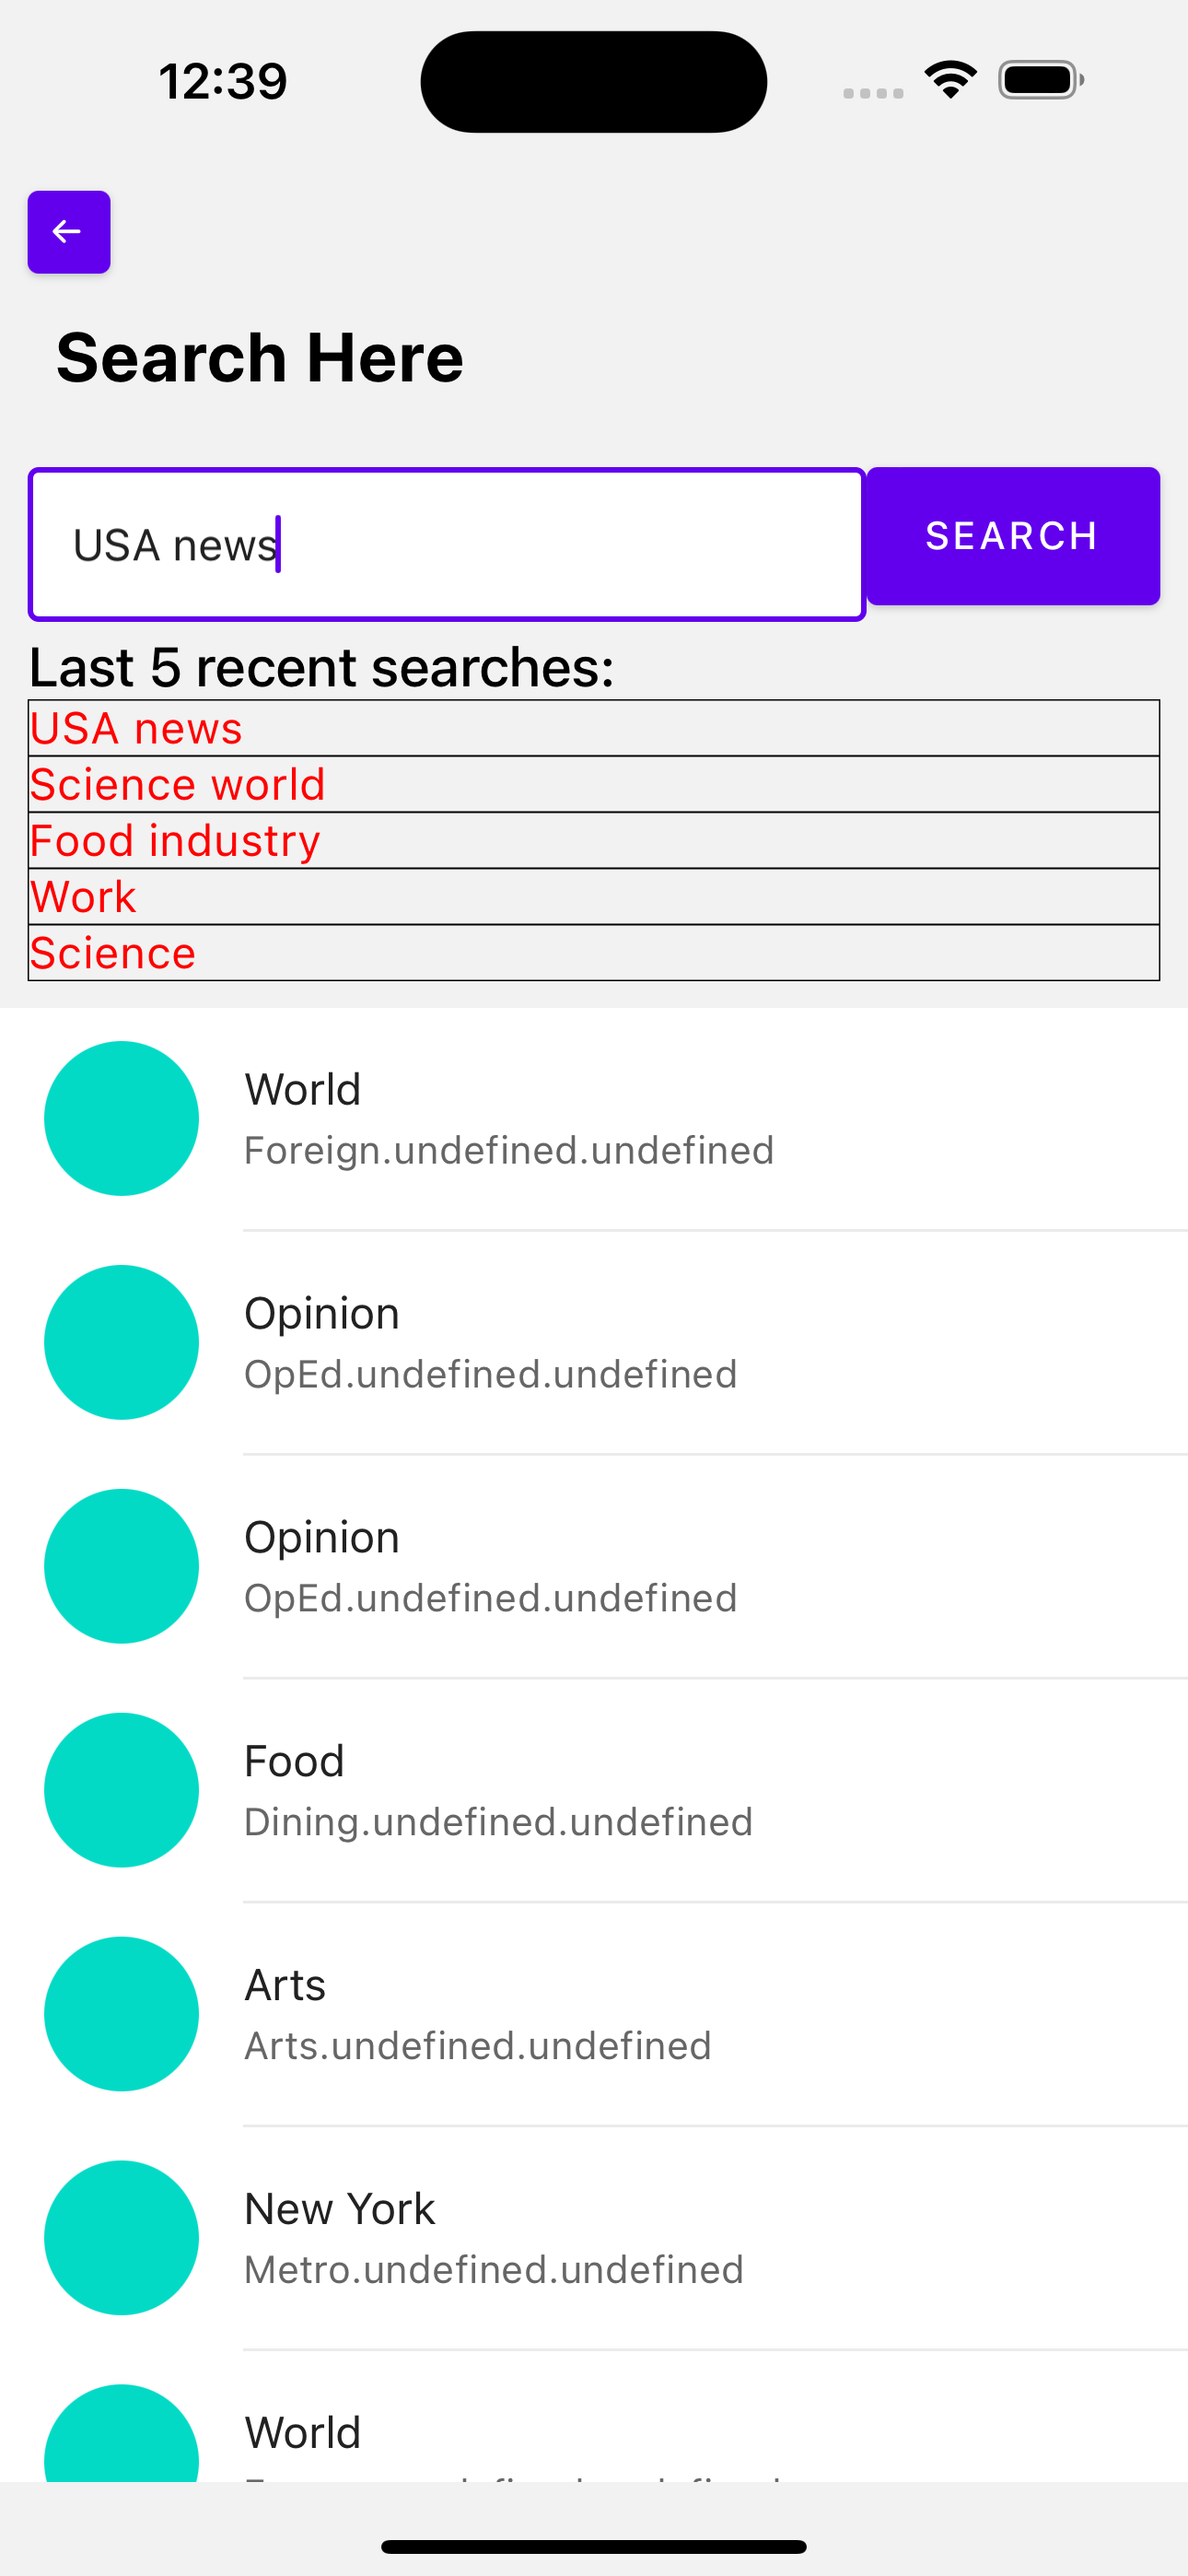 12:39
Search Here
USA news
SEARCH
Last 5 recent searches:
USA news
Science world
Food industry
Work
Science
World
Foreign.undefined.undefined
Opinion
OpEd.undefined.undefined
Opinion
OpEd.undefined.undefined
Food
Dining.undefined.undefined
Arts
Arts.undefined.undefined
New York
Metro.undefined.undefined
World